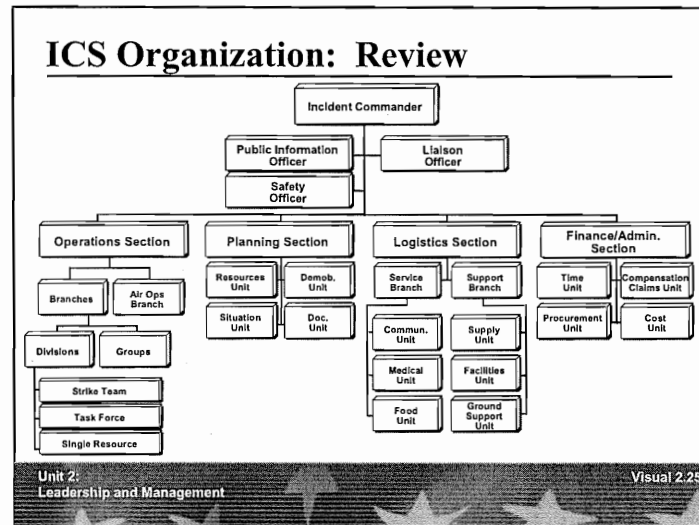 ICS Organization: Review
Incident Commander
Public Information
Officer
Liaison
Officer
Safety
Officer
Operations Section
Planning Section
Logistics Section
Finance/Admin.
Section
Branches
Air Ops
Branch
Divisions
Groups
Strike Team
Task Force
Single Resource
Resources
Unit
Demob.
Unit
Situation
Unit
Doc.
Unit
Service
Branch
Support
Branch
Commun.
Unit
Supply
Unit
Medical
Unit
Facilities
Unit
Food
Unit
Ground
Support
Unit
Time
Unit
Compensation
Claims Unit
Procurement
Unit
Cost
Unit
Unit 2:
Leadership and Management
Visual 2.25